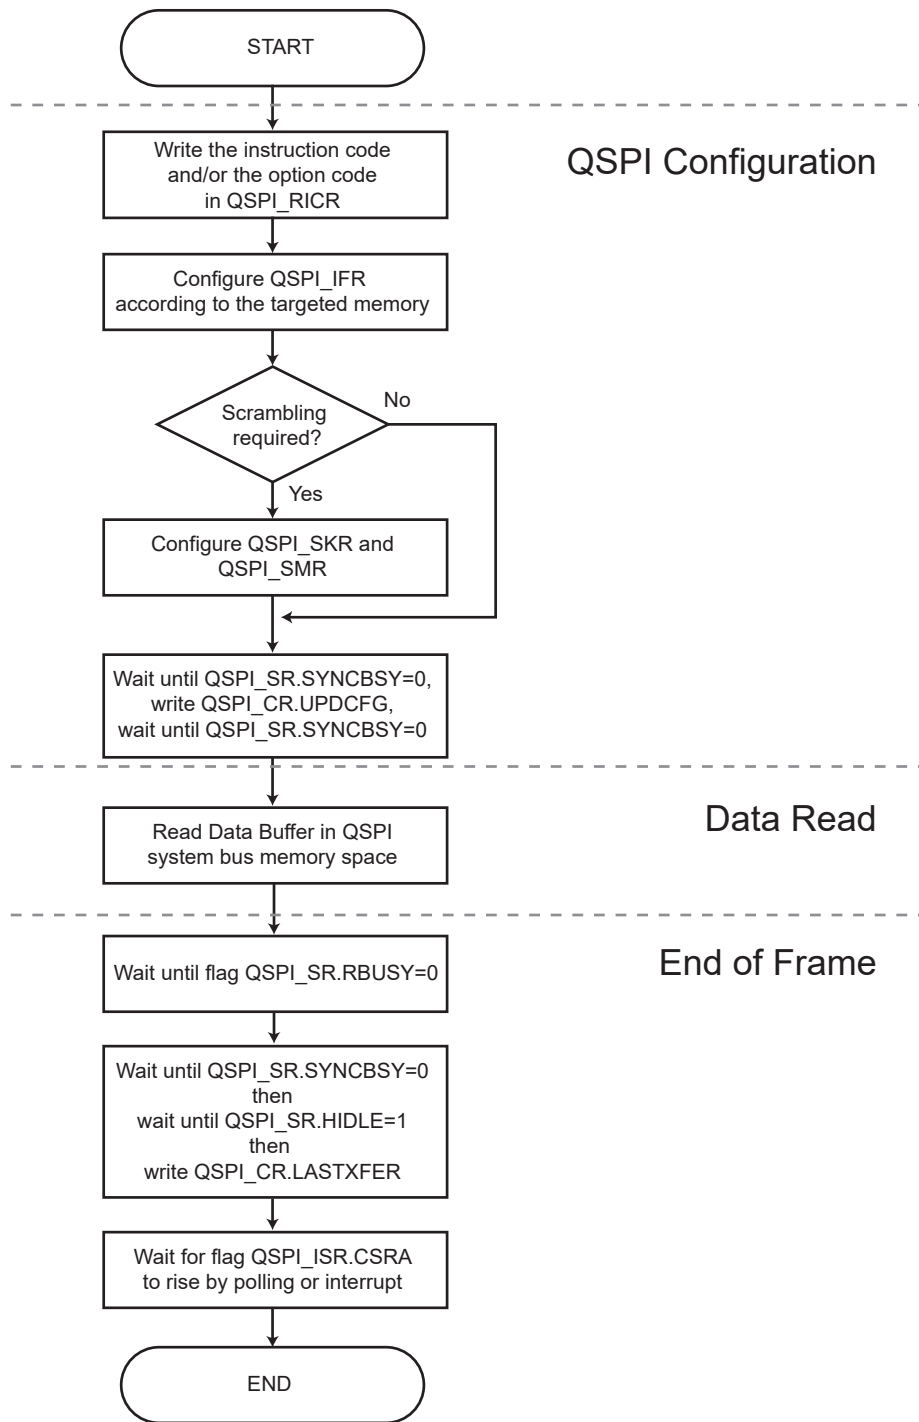 START
QSPI Configuration
Write the instruction code
and/or the option code
in QSPI_RICR
Configure QSPI_IFR
according to the targeted memory
No
Scrambling
required?
Yes
Configure QSPI_SKR and
QSPI_SMR
Wait until QSPI_SR.SYNCBSY=0,
write QSPI_CR.UPDCFG,
wait until QSPI_SR.SYNCBSY=0
Data Read
Read Data Buffer in QSPI
system bus memory space
End of Frame
Wait until flag QSPI_SR.RBUSY=0
Wait until QSPI_SR.SYNCBSY=0
then
wait until QSPI_SR.HIDLE=1
then
write QSPI_CR.LASTXFER
Wait for flag QSPI_ISR.CSRA
to rise by polling or interrupt
END